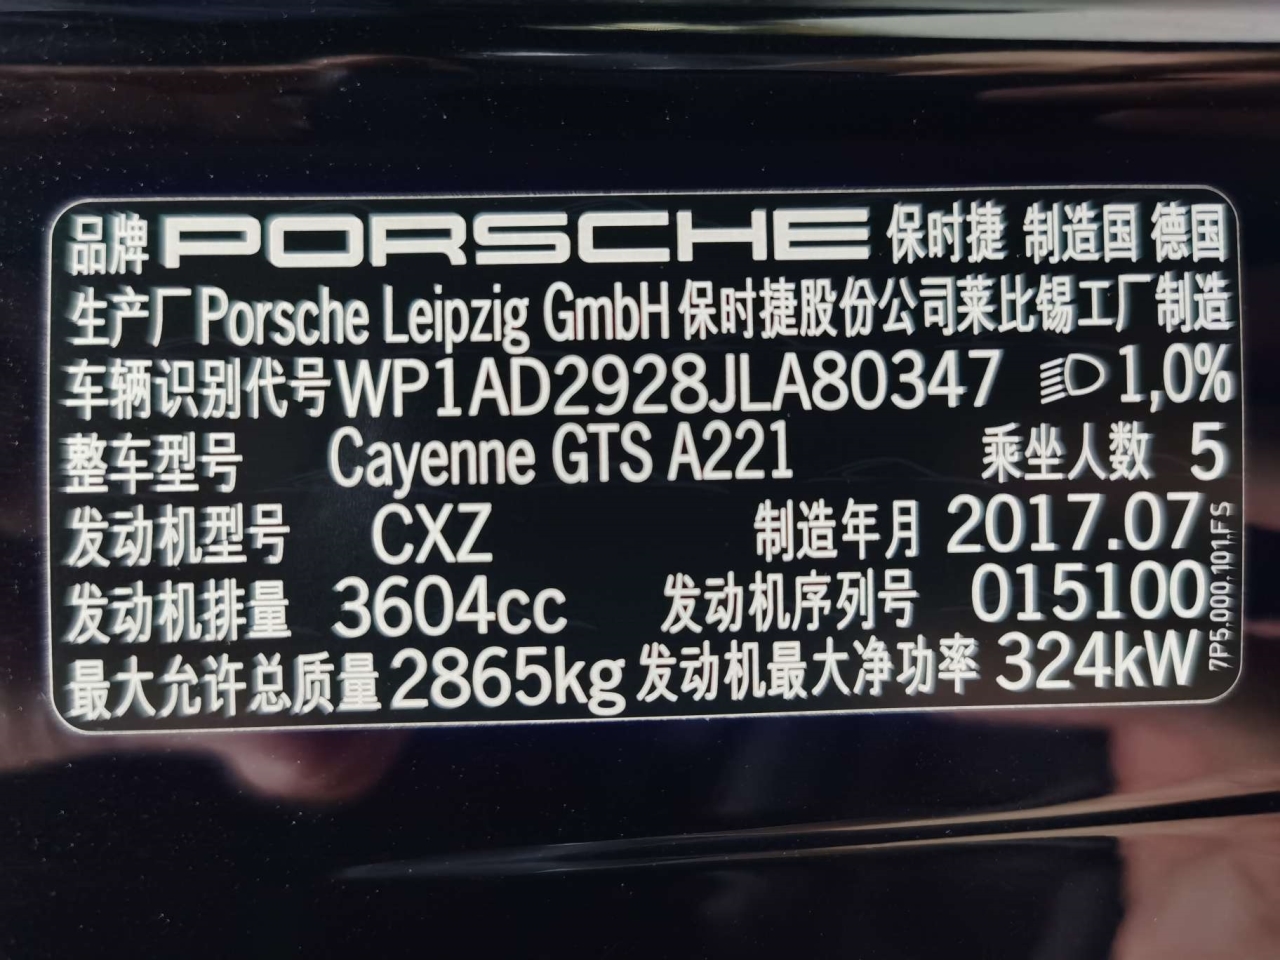 品牌 PORSCHE 保时捷 制造国 德国
生产厂 Porsche Leipzig GmbH 保时捷股份公司莱比锡工厂制造
车辆识别代号 WP1AD2928JLA80347 1,0%
整车型号 Cayenne GTS A221 乘坐人数 5
发动机型号 CXZ 制造年月 2017.07
发动机排量 3604cc 发动机序列号 015100
最大允许总质量 2865kg 发动机最大净功率 324kW
7P5.000.101.FS